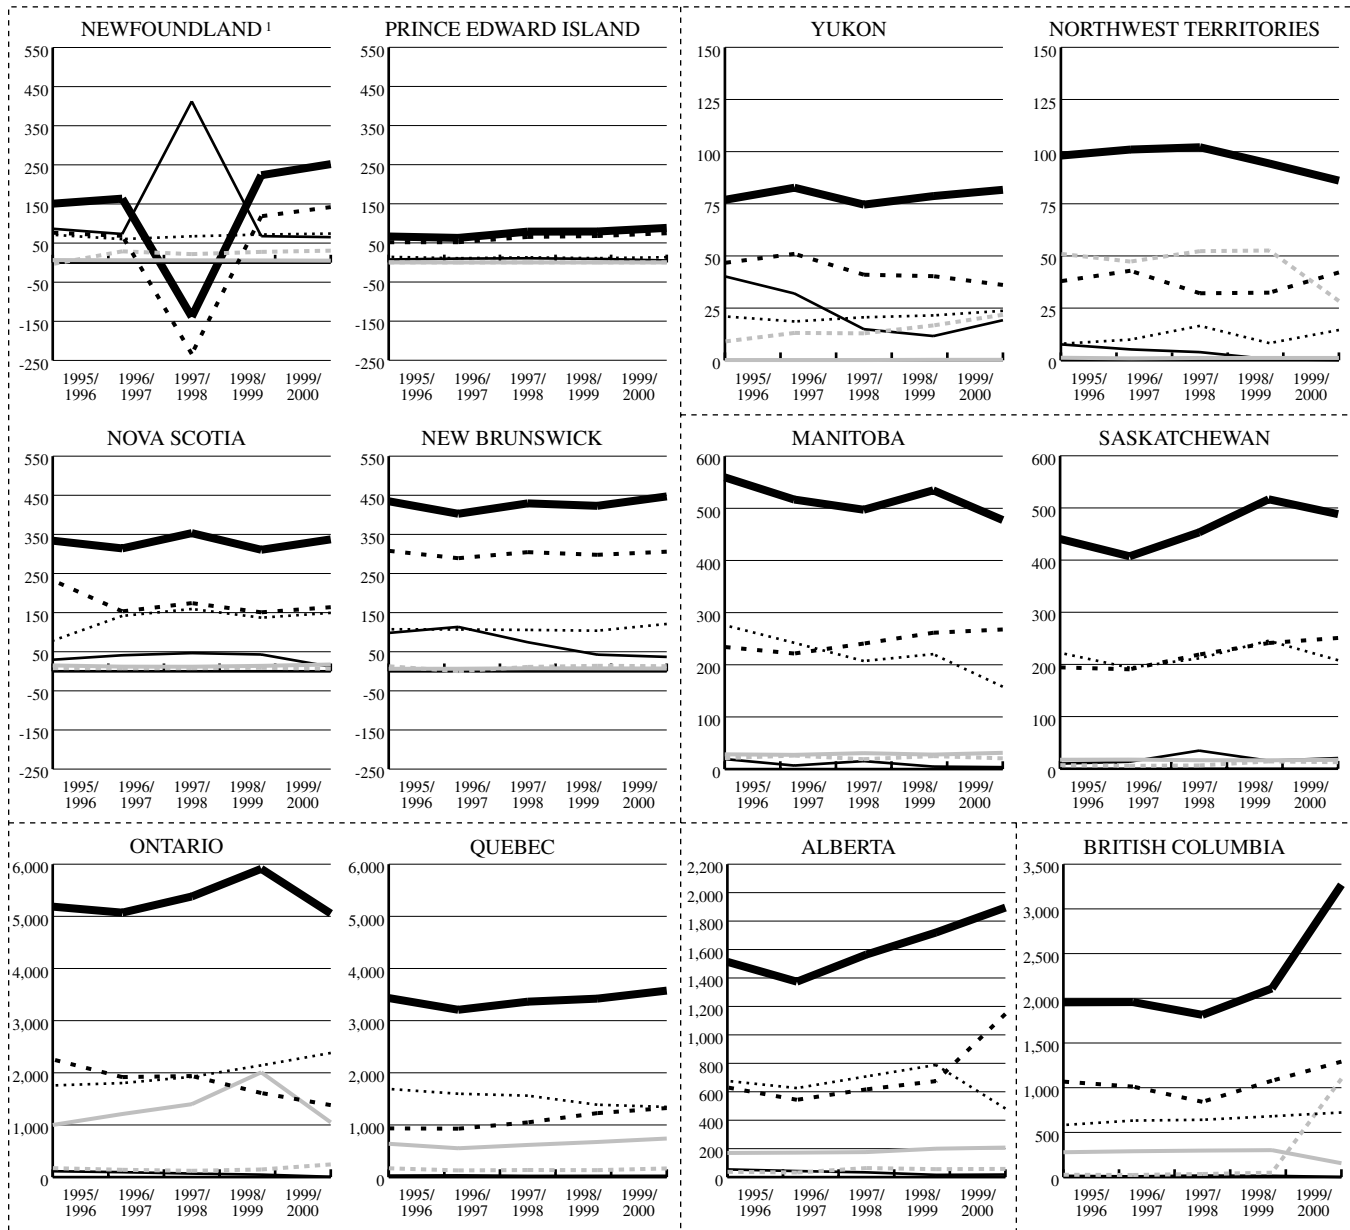 NEWFOUNDLAND 1
550
450
350
250
150
50
-50
-150
-250
1995/ 1996/ 1997/ 1998/ 1999/
1996 1997 1998 1999 2000
PRINCE EDWARD ISLAND
550
450
350
250
150
50
-50
-150
-250
1995/ 1996/ 1997/ 1998/ 1999/
1996 1997 1998 1999 2000
YUKON
150
125
100
75
50
25
0
1995/ 1996/ 1997/ 1998/ 1999/
1996 1997 1998 1999 2000
NORTHWEST TERRITORIES
150
125
100
75
50
25
0
1995/ 1996/ 1997/ 1998/ 1999/
1996 1997 1998 1999 2000
NOVA SCOTIA
550
450
350
250
150
50
-50
-150
-250
1995/ 1996/ 1997/ 1998/ 1999/
1996 1997 1998 1999 2000
NEW BRUNSWICK
550
450
350
250
150
50
-50
-150
-250
1995/ 1996/ 1997/ 1998/ 1999/
1996 1997 1998 1999 2000
MANITOBA
600
500
400
300
200
100
0
1995/ 1996/ 1997/ 1998/ 1999/
1996 1997 1998 1999 2000
SASKATCHEWAN
600
500
400
300
200
100
0
1995/ 1996/ 1997/ 1998/ 1999/
1996 1997 1998 1999 2000
ONTARIO
6,000
5,000
4,000
3,000
2,000
1,000
0
1995/ 1996/ 1997/ 1998/ 1999/
1996 1997 1998 1999 2000
QUEBEC
6,000
5,000
4,000
3,000
2,000
1,000
0
1995/ 1996/ 1997/ 1998/ 1999/
1996 1997 1998 1999 2000
ALBERTA
2,200
2,000
1,800
1,600
1,400
1,200
1,000
800
600
400
200
0
1995/ 1996/ 1997/ 1998/ 1999/
1996 1997 1998 1999 2000
BRITISH COLUMBIA
3,500
3,000
2,500
2,000
1,500
1,000
500
0
1995/ 1996/ 1997/ 1998/ 1999/
1996 1997 1998 1999 2000